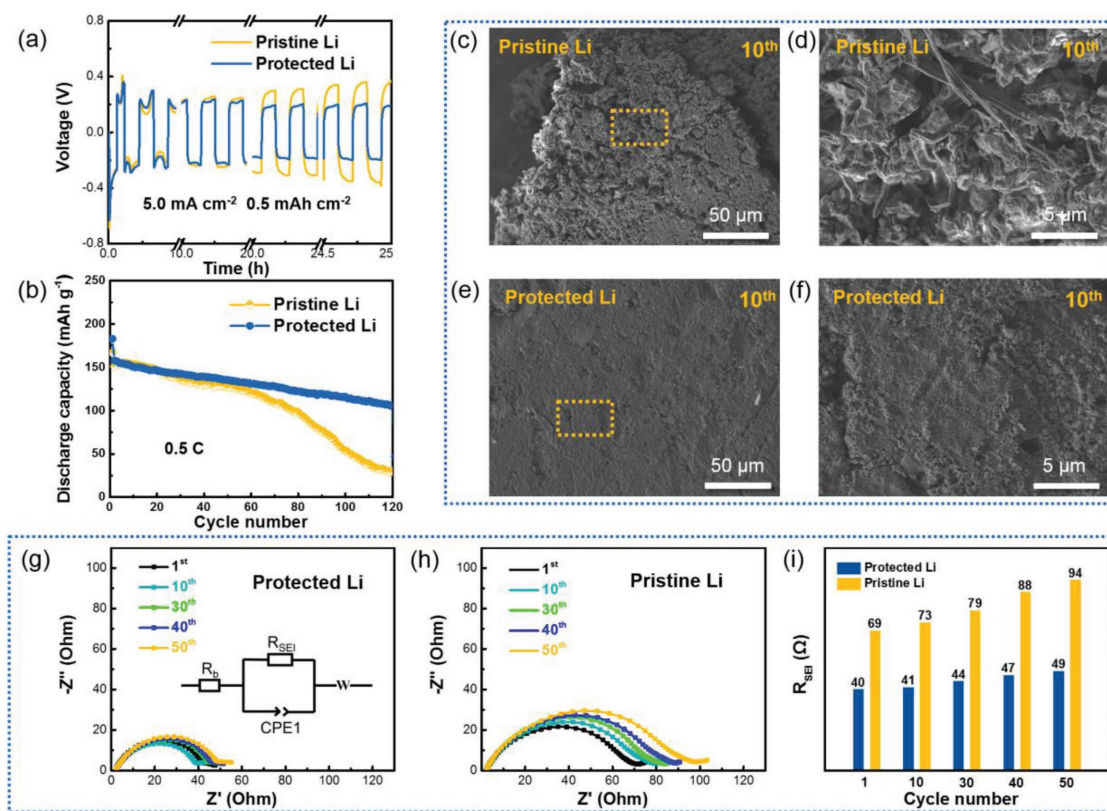 (a)
0.8
0.4
0.0
-0.4
-0.8
Voltage (V)
Pristine Li
Protected Li
5.0 mA cm-2 0.5 mAh cm-2
0.0 10.0 20.0 24.5 25
Time (h)
(b)
250
200
150
100
50
0
Discharge capacity (mAh g-1)
Pristine Li
Protected Li
0.5 C
0 20 40 60 80 100 120
Cycle number
(c)
Pristine Li 10th
50 μm
(d)
Pristine Li 10th
5 μm
(e)
Protected Li 10th
50 μm
(f)
Protected Li 10th
5 μm
(g)
100
80
60
40
20
0
-Z'' (Ohm)
1st
10th
30th
40th
50th
Protected Li
Rb
RSEI
CPE1
W
0 20 40 60 80 100 120
Z' (Ohm)
(h)
100
80
60
40
20
0
-Z'' (Ohm)
1st
10th
30th
40th
50th
Pristine Li
0 20 40 60 80 100 120
Z' (Ohm)
(i)
RSEI (Ω)
Protected Li
Pristine Li
40 69
41 73
44 79
47 88
49 94
1 10 30 40 50
Cycle number